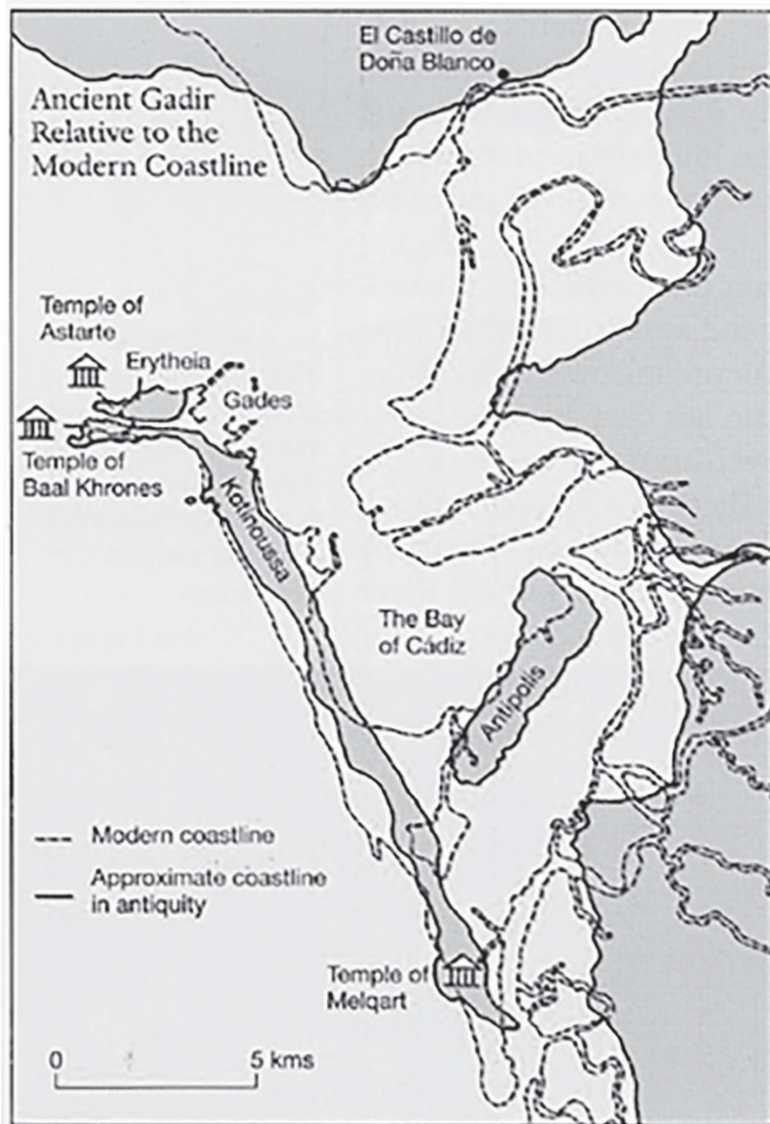 El Castillo de
Doña Blanco
Ancient Gadir
Relative to the
Modern Coastline
Temple of
Astarte
Erytheia
Gades
Temple of
Baal Khrones
Kotinoussa
The Bay
of Cádiz
Antipolis
Modern coastline
Approximate coastline
in antiquity
Temple of
Melqart
0 5 kms